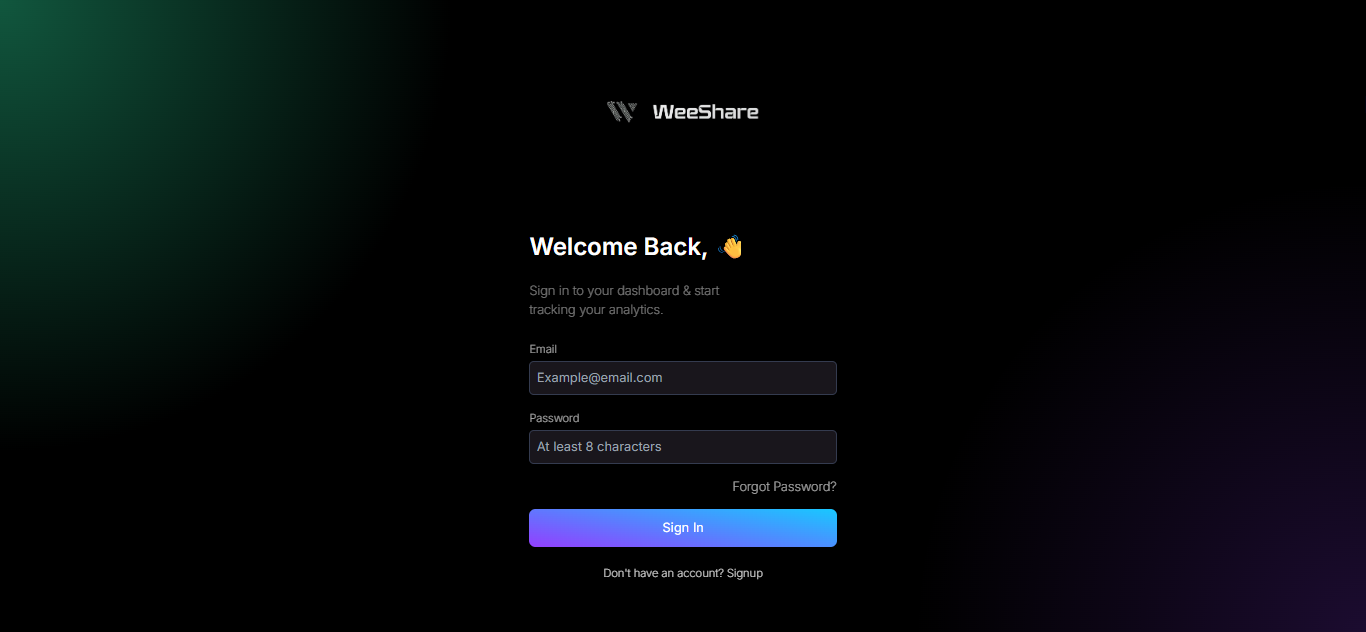 WeeShare
Welcome Back, 👋
Sign in to your dashboard & start
tracking your analytics.
Email
Example@email.com
Password
At least 8 characters
Forgot Password?
Sign In
Don't have an account? Signup